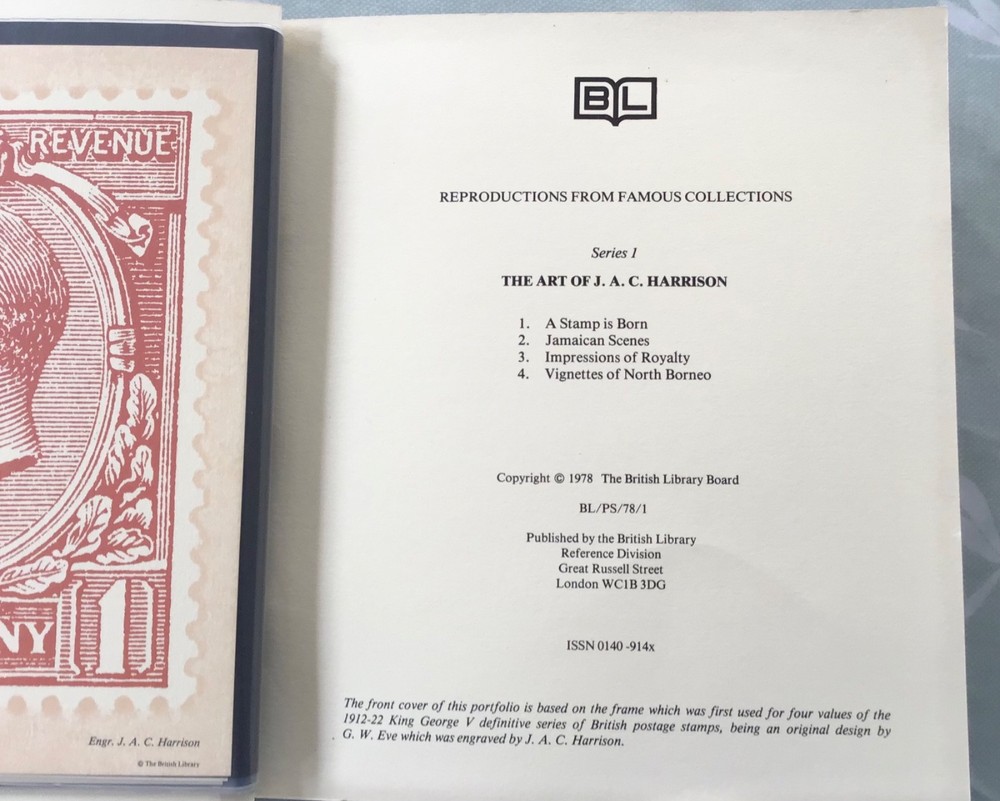 REVENUE
NY
1
Engr. J. A. C. Harrison
© The British Library
BL
REPRODUCTIONS FROM FAMOUS COLLECTIONS
Series 1
THE ART OF J. A. C. HARRISON
1. A Stamp is Born
2. Jamaican Scenes
3. Impressions of Royalty
4. Vignettes of North Borneo
Copyright © 1978 The British Library Board
BL/PS/78/1
Published by the British Library
Reference Division
Great Russell Street
London WC1B 3DG
ISSN 0140-914x
The front cover of this portfolio is based on the frame which was first used for four values of the
1912-22 King George V definitive series of British postage stamps, being an original design by
G. W. Eve which was engraved by J. A. C. Harrison.